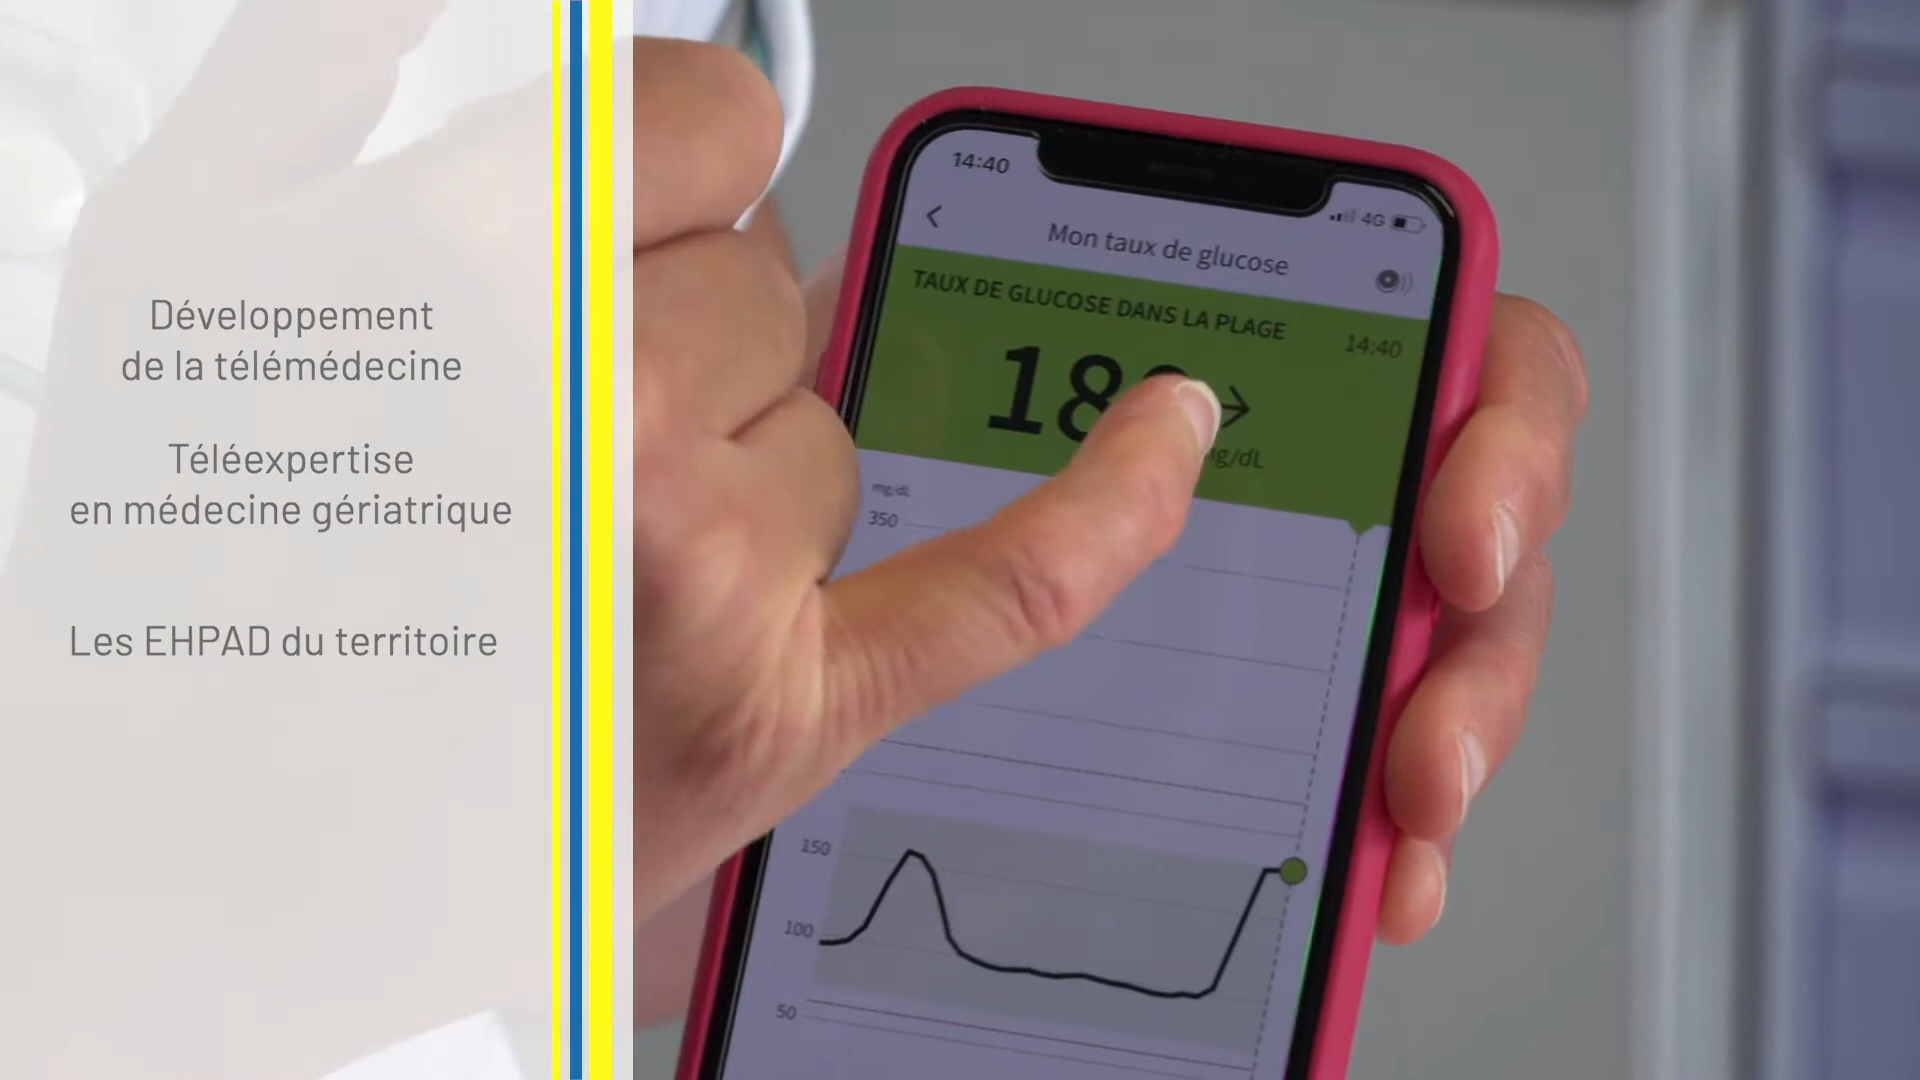 Développement
de la télémédecine
Téléexpertise
en médecine gériatrique
Les EHPAD du territoire
14:40
4G
Mon taux de glucose
TAUX DE GLUCOSE DANS LA PLAGE
14:40
mg/dL
350
150
100
50